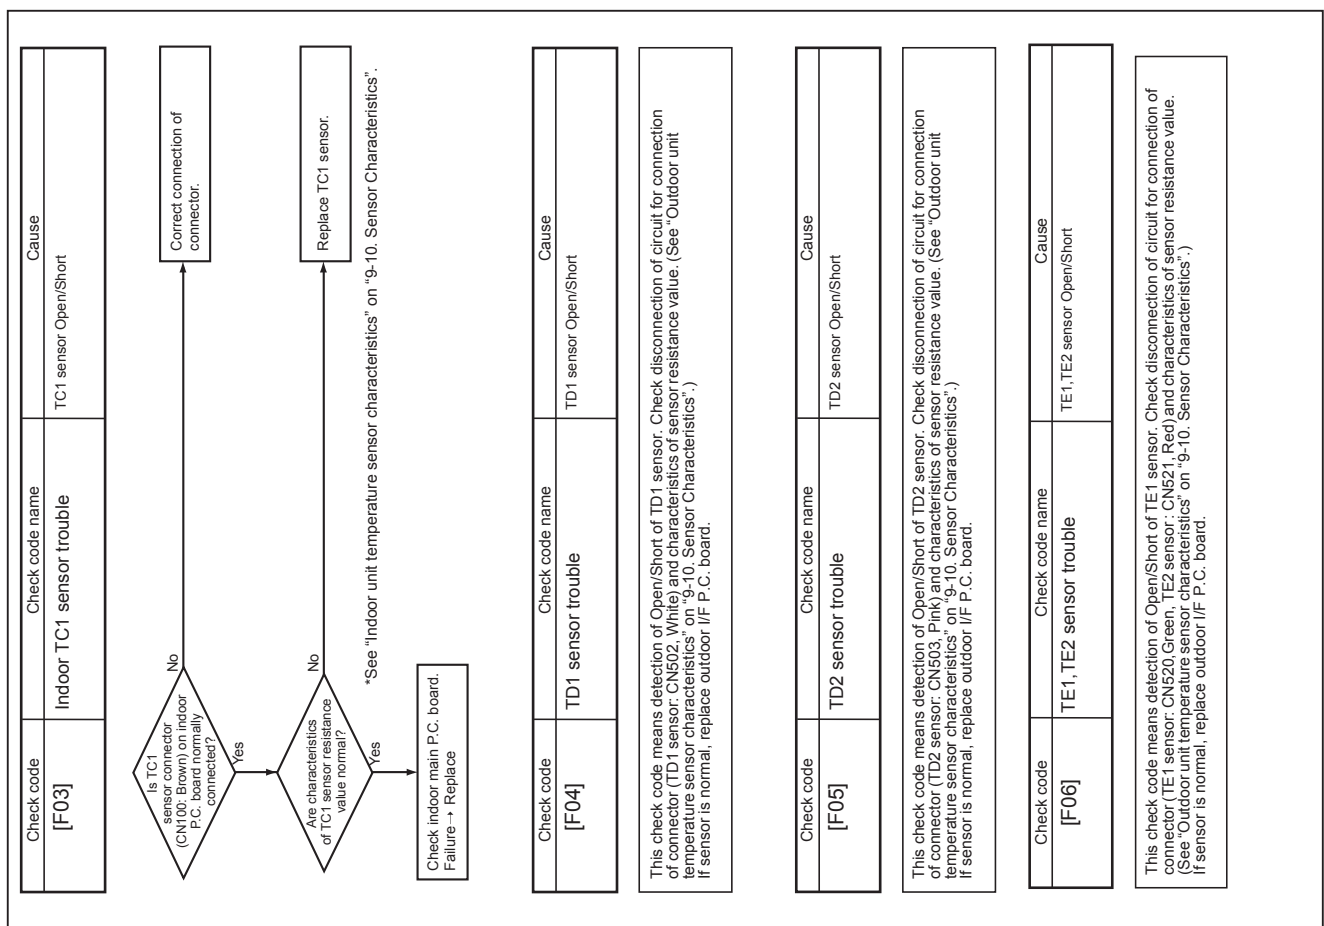 Check code
Check code name
Cause
[F03]
Indoor TC1 sensor trouble
TC1 sensor Open/Short
Is TC1
sensor connector
(CN100: Brown) on indoor
P.C. board normally
connected?
No
Correct connection of
connector.
Yes
Are characteristics
of TC1 sensor resistance
value normal?
No
Replace TC1 sensor.
Yes
*See “Indoor unit temperature sensor characteristics” on “9-10. Sensor Characteristics”.
Check indoor main P.C. board.
Failure → Replace
Check code
Check code name
Cause
[F04]
TD1 sensor trouble
TD1 sensor Open/Short
This check code means detection of Open/Short of TD1 sensor. Check disconnection of circuit for connection
of connector (TD1 sensor: CN502, White) and characteristics of sensor resistance value. (See “Outdoor unit
temperature sensor characteristics” on “9-10. Sensor Characteristics”.)
If sensor is normal, replace outdoor I/F P.C. board.
Check code
Check code name
Cause
[F05]
TD2 sensor trouble
TD2 sensor Open/Short
This check code means detection of Open/Short of TD2 sensor. Check disconnection of circuit for connection
of connector (TD2 sensor: CN503, Pink) and characteristics of sensor resistance value. (See “Outdoor unit
temperature sensor characteristics” on “9-10. Sensor Characteristics”.)
If sensor is normal, replace outdoor I/F P.C. board.
Check code
Check code name
Cause
[F06]
TE1,TE2 sensor trouble
TE1,TE2 sensor Open/Short
This check code means detection of Open/Short of TE1 sensor. Check disconnection of circuit for connection of
connector (TE1 sensor: CN520, Green, TE2 sensor : CN521, Red) and characteristics of sensor resistance value.
(See “Outdoor unit temperature sensor characteristics” on “9-10. Sensor Characteristics”.)
If sensor is normal, replace outdoor I/F P.C. board.